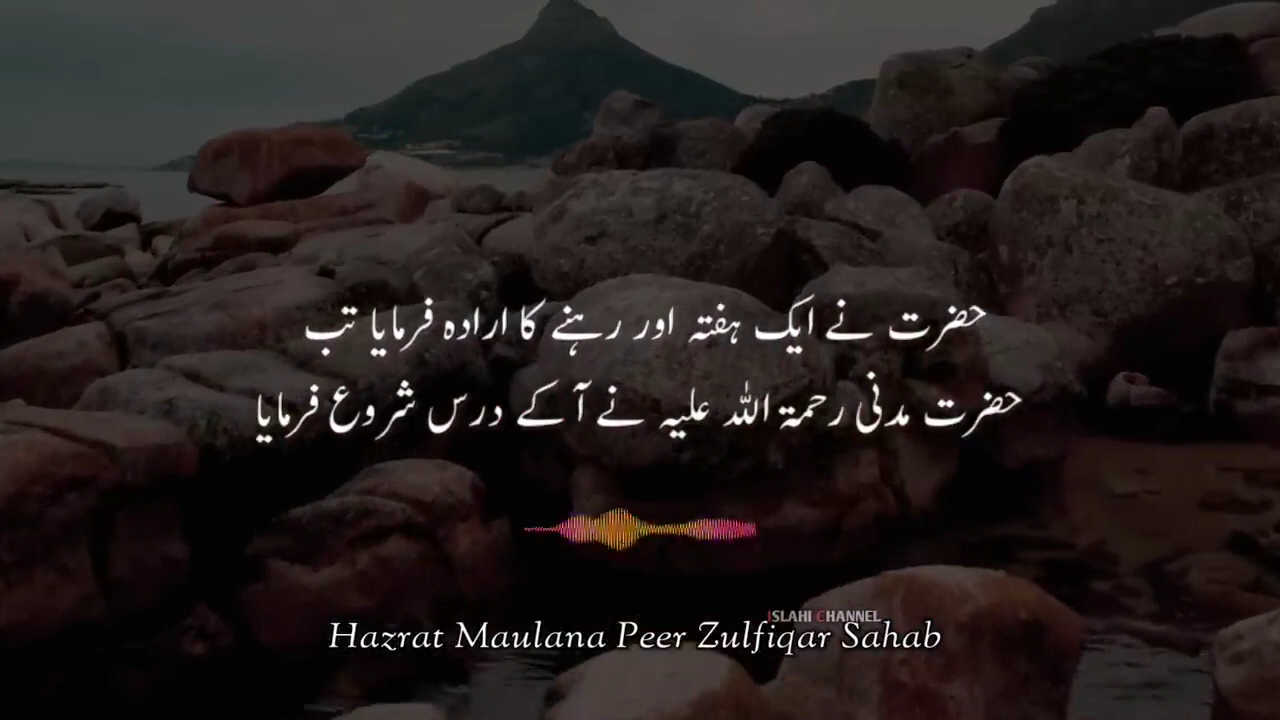 حضرت نے ایک ہفتہ اور رہنے کا ارادہ فرمایا تب
حضرت مدنی رحمۃ اللہ علیہ نے آکے درس شروع فرمایا
ISLAHI CHANNEL
Hazrat Maulana Peer Zulfiqar Sahab